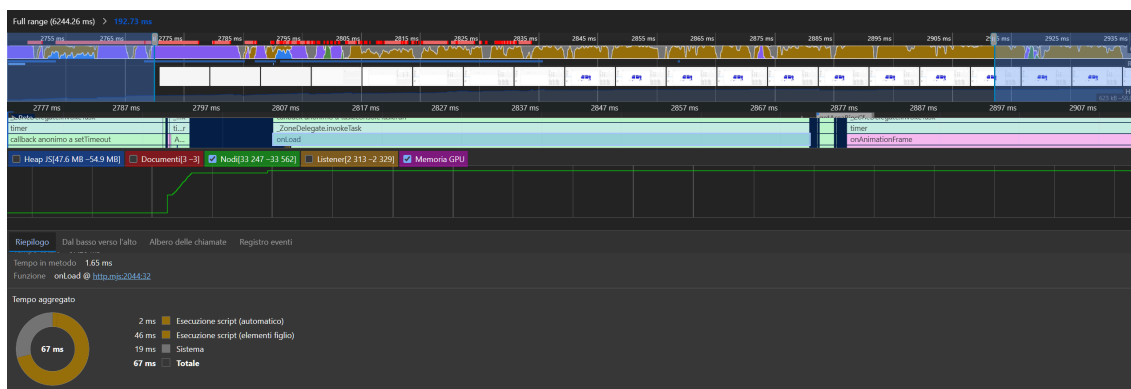 Full range (6244.26 ms) > 192.73 ms
2755 ms 2765 ms 2775 ms 2785 ms 2795 ms 2805 ms 2815 ms 2825 ms 2835 ms 2845 ms 2855 ms 2865 ms 2875 ms 2885 ms 2895 ms 2905 ms 2925 ms 2935 ms
2777 ms 2787 ms 2797 ms 2807 ms 2817 ms 2827 ms 2837 ms 2847 ms 2857 ms 2867 ms 2877 ms 2887 ms 2897 ms 2907 ms
timer ti...r _ZoneDelegate.invokeTask timer
callback anonimo a setTimeout A... onLoad onAnimationFrame
Heap JS[47.6 MB –54.9 MB] Documenti[3 –3] Nodi[33 247 –33 562] Listener[2 313 –2 329] Memoria GPU
Riepilogo Dal basso verso l'alto Albero delle chiamate Registro eventi
Tempo in metodo 1.65 ms
Funzione onLoad @ http.mjs:2044:32
Tempo aggregato
2 ms Esecuzione script (automatico)
46 ms Esecuzione script (elementi figlio)
67 ms 19 ms Sistema
67 ms Totale